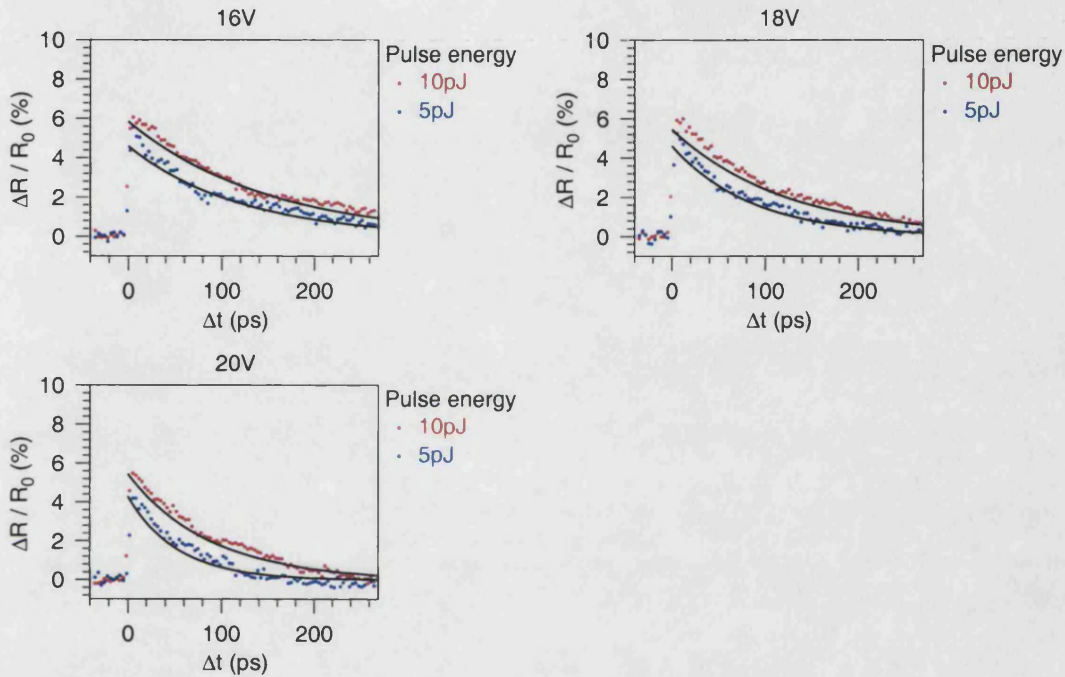 16V
10
8
6
4
2
0
ΔR / R0 (%)
0 100 200
Δt (ps)
Pulse energy
10pJ
5pJ
18V
10
8
6
4
2
0
ΔR / R0 (%)
0 100 200
Δt (ps)
Pulse energy
10pJ
5pJ
20V
10
8
6
4
2
0
ΔR / R0 (%)
0 100 200
Δt (ps)
Pulse energy
10pJ
5pJ